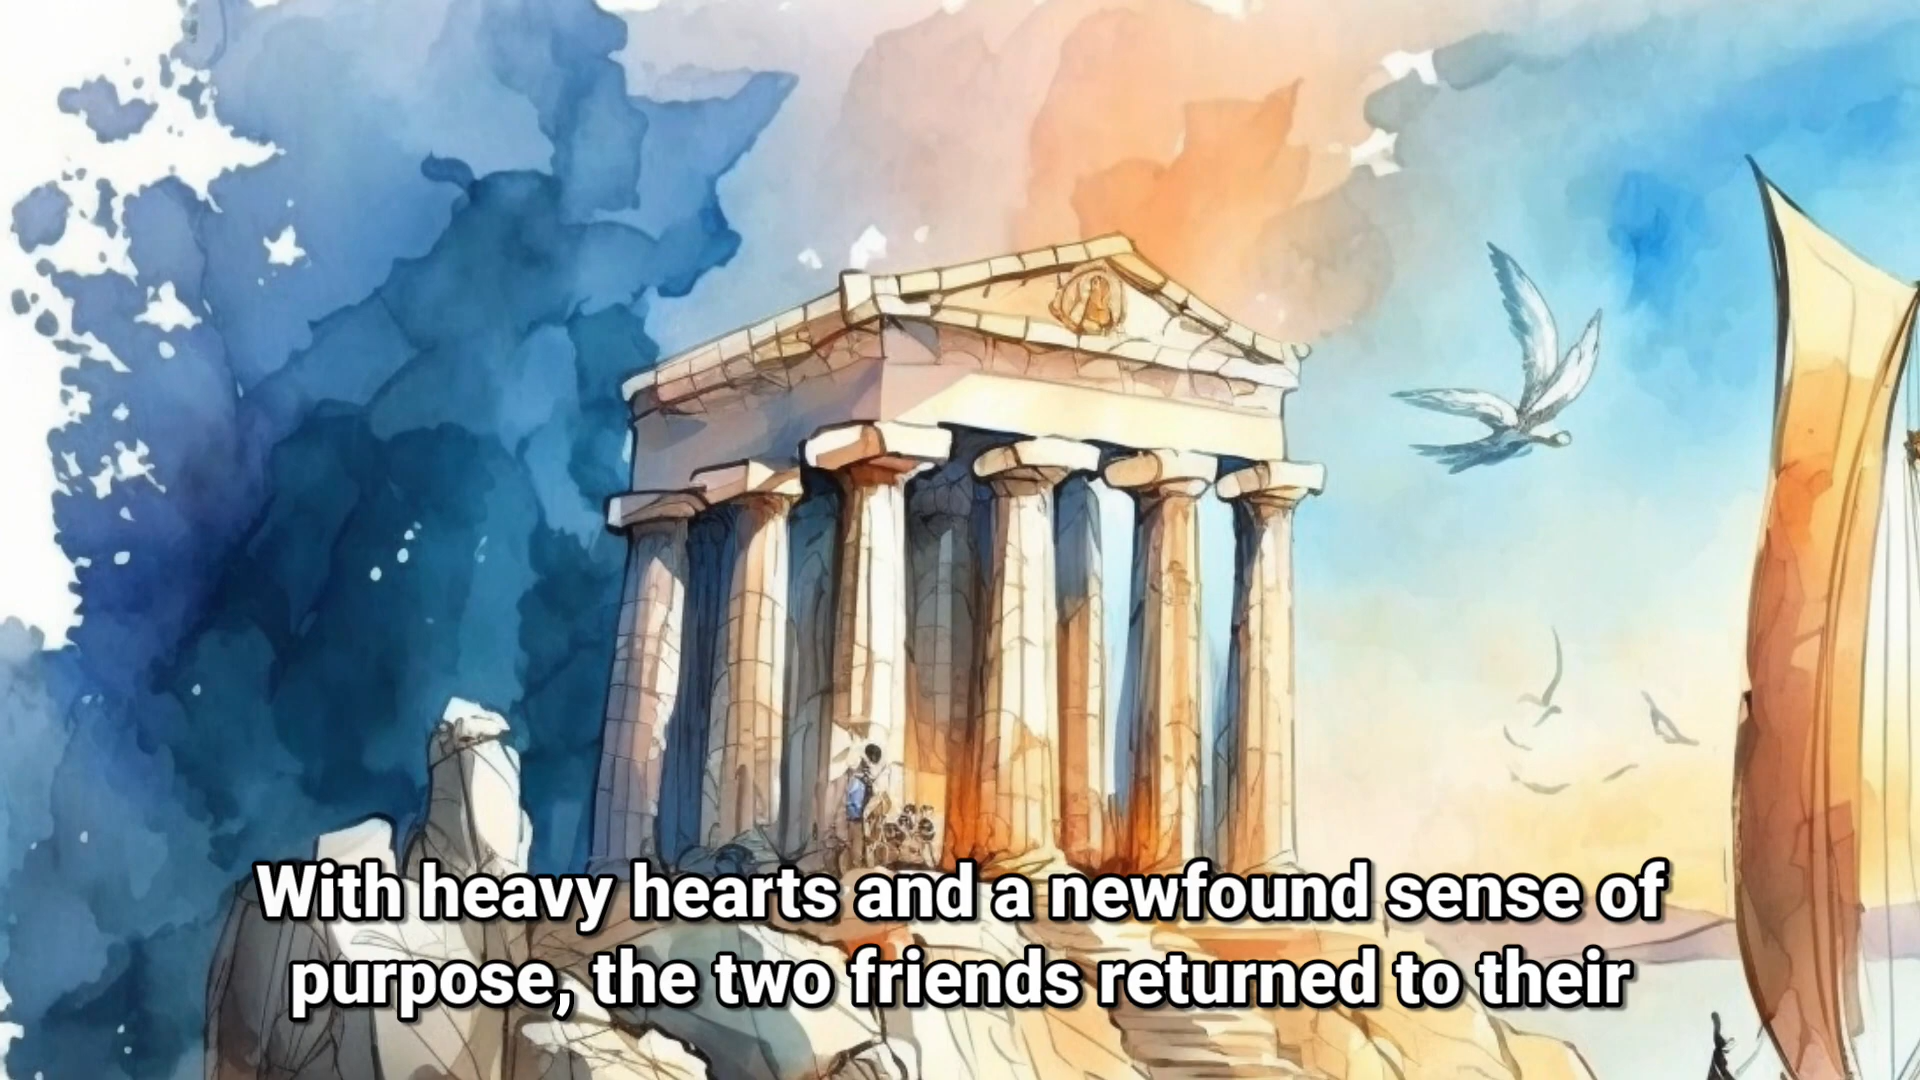 With heavy hearts and a newfound sense of
purpose, the two friends returned to their